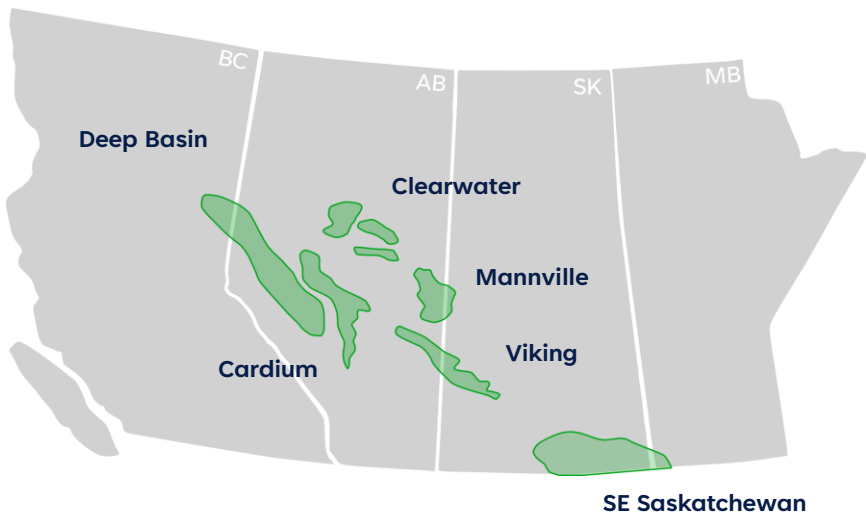 BC
AB
SK
MB
Deep Basin
Clearwater
Mannville
Viking
Cardium
SE Saskatchewan